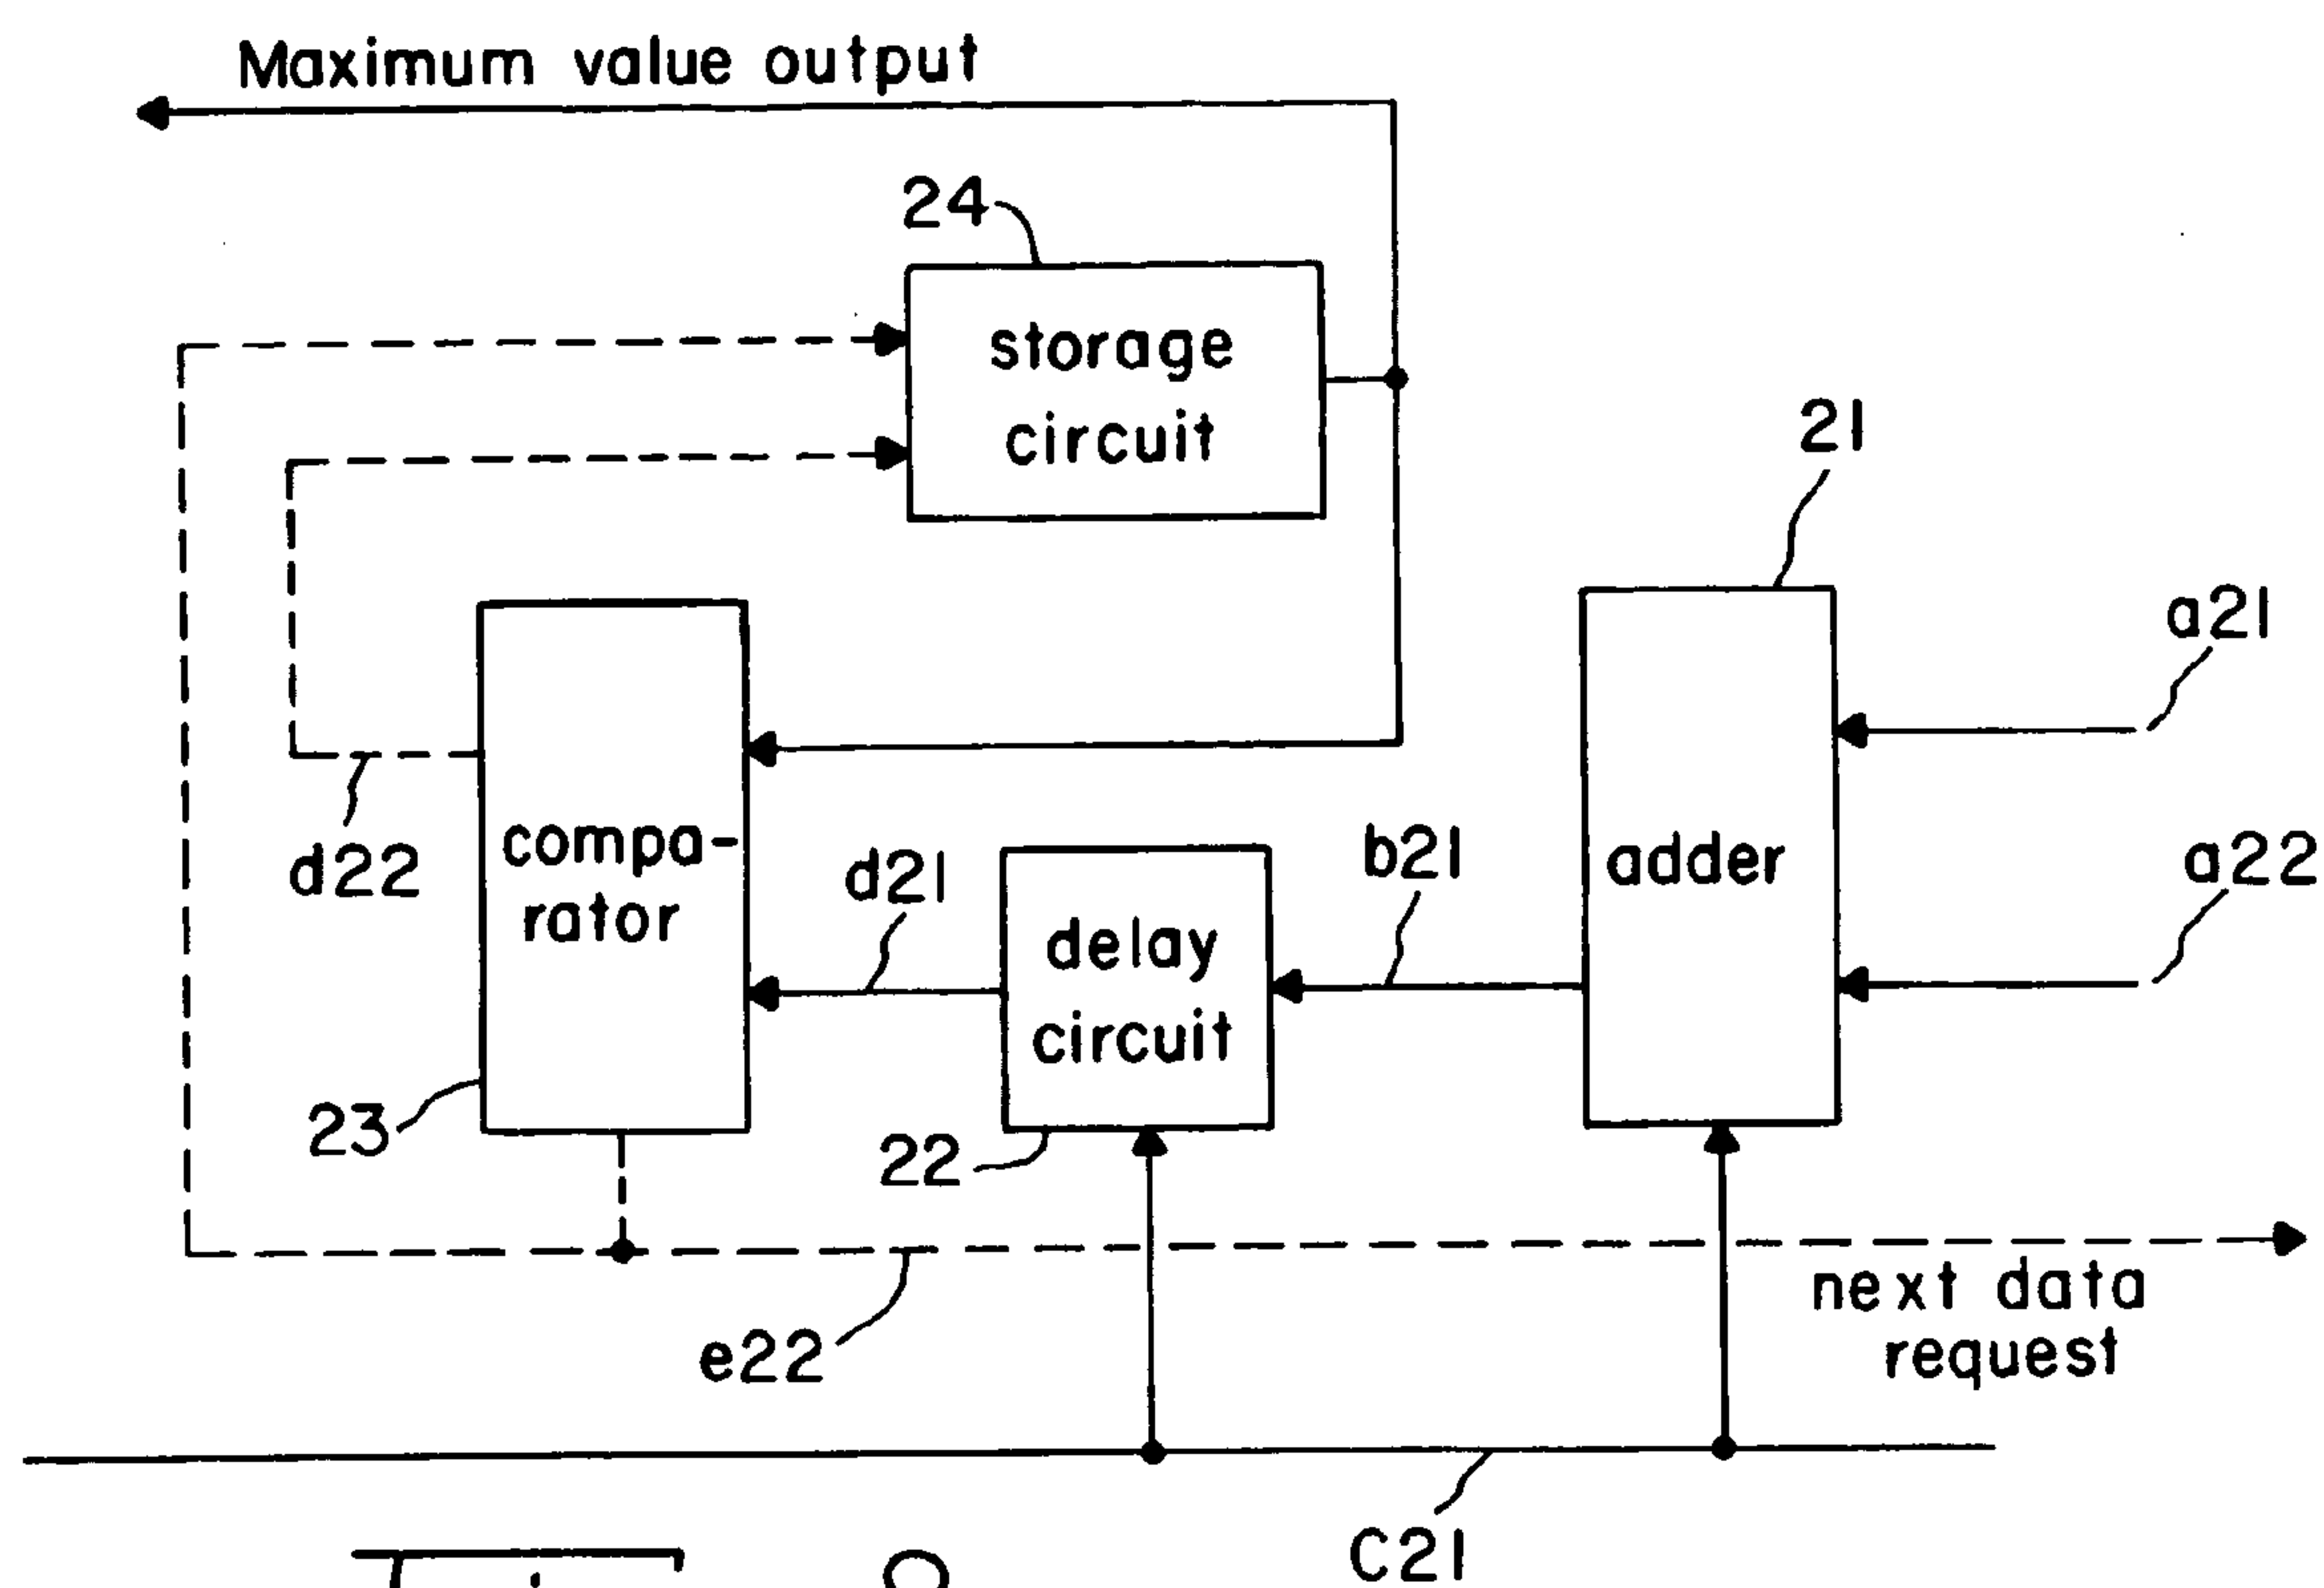 Maximum value output
24
storage
circuit
21
a21
compa-
rator
d22
d21
b21
adder
a22
delay
circuit
23
22
next data
request
e22
C21